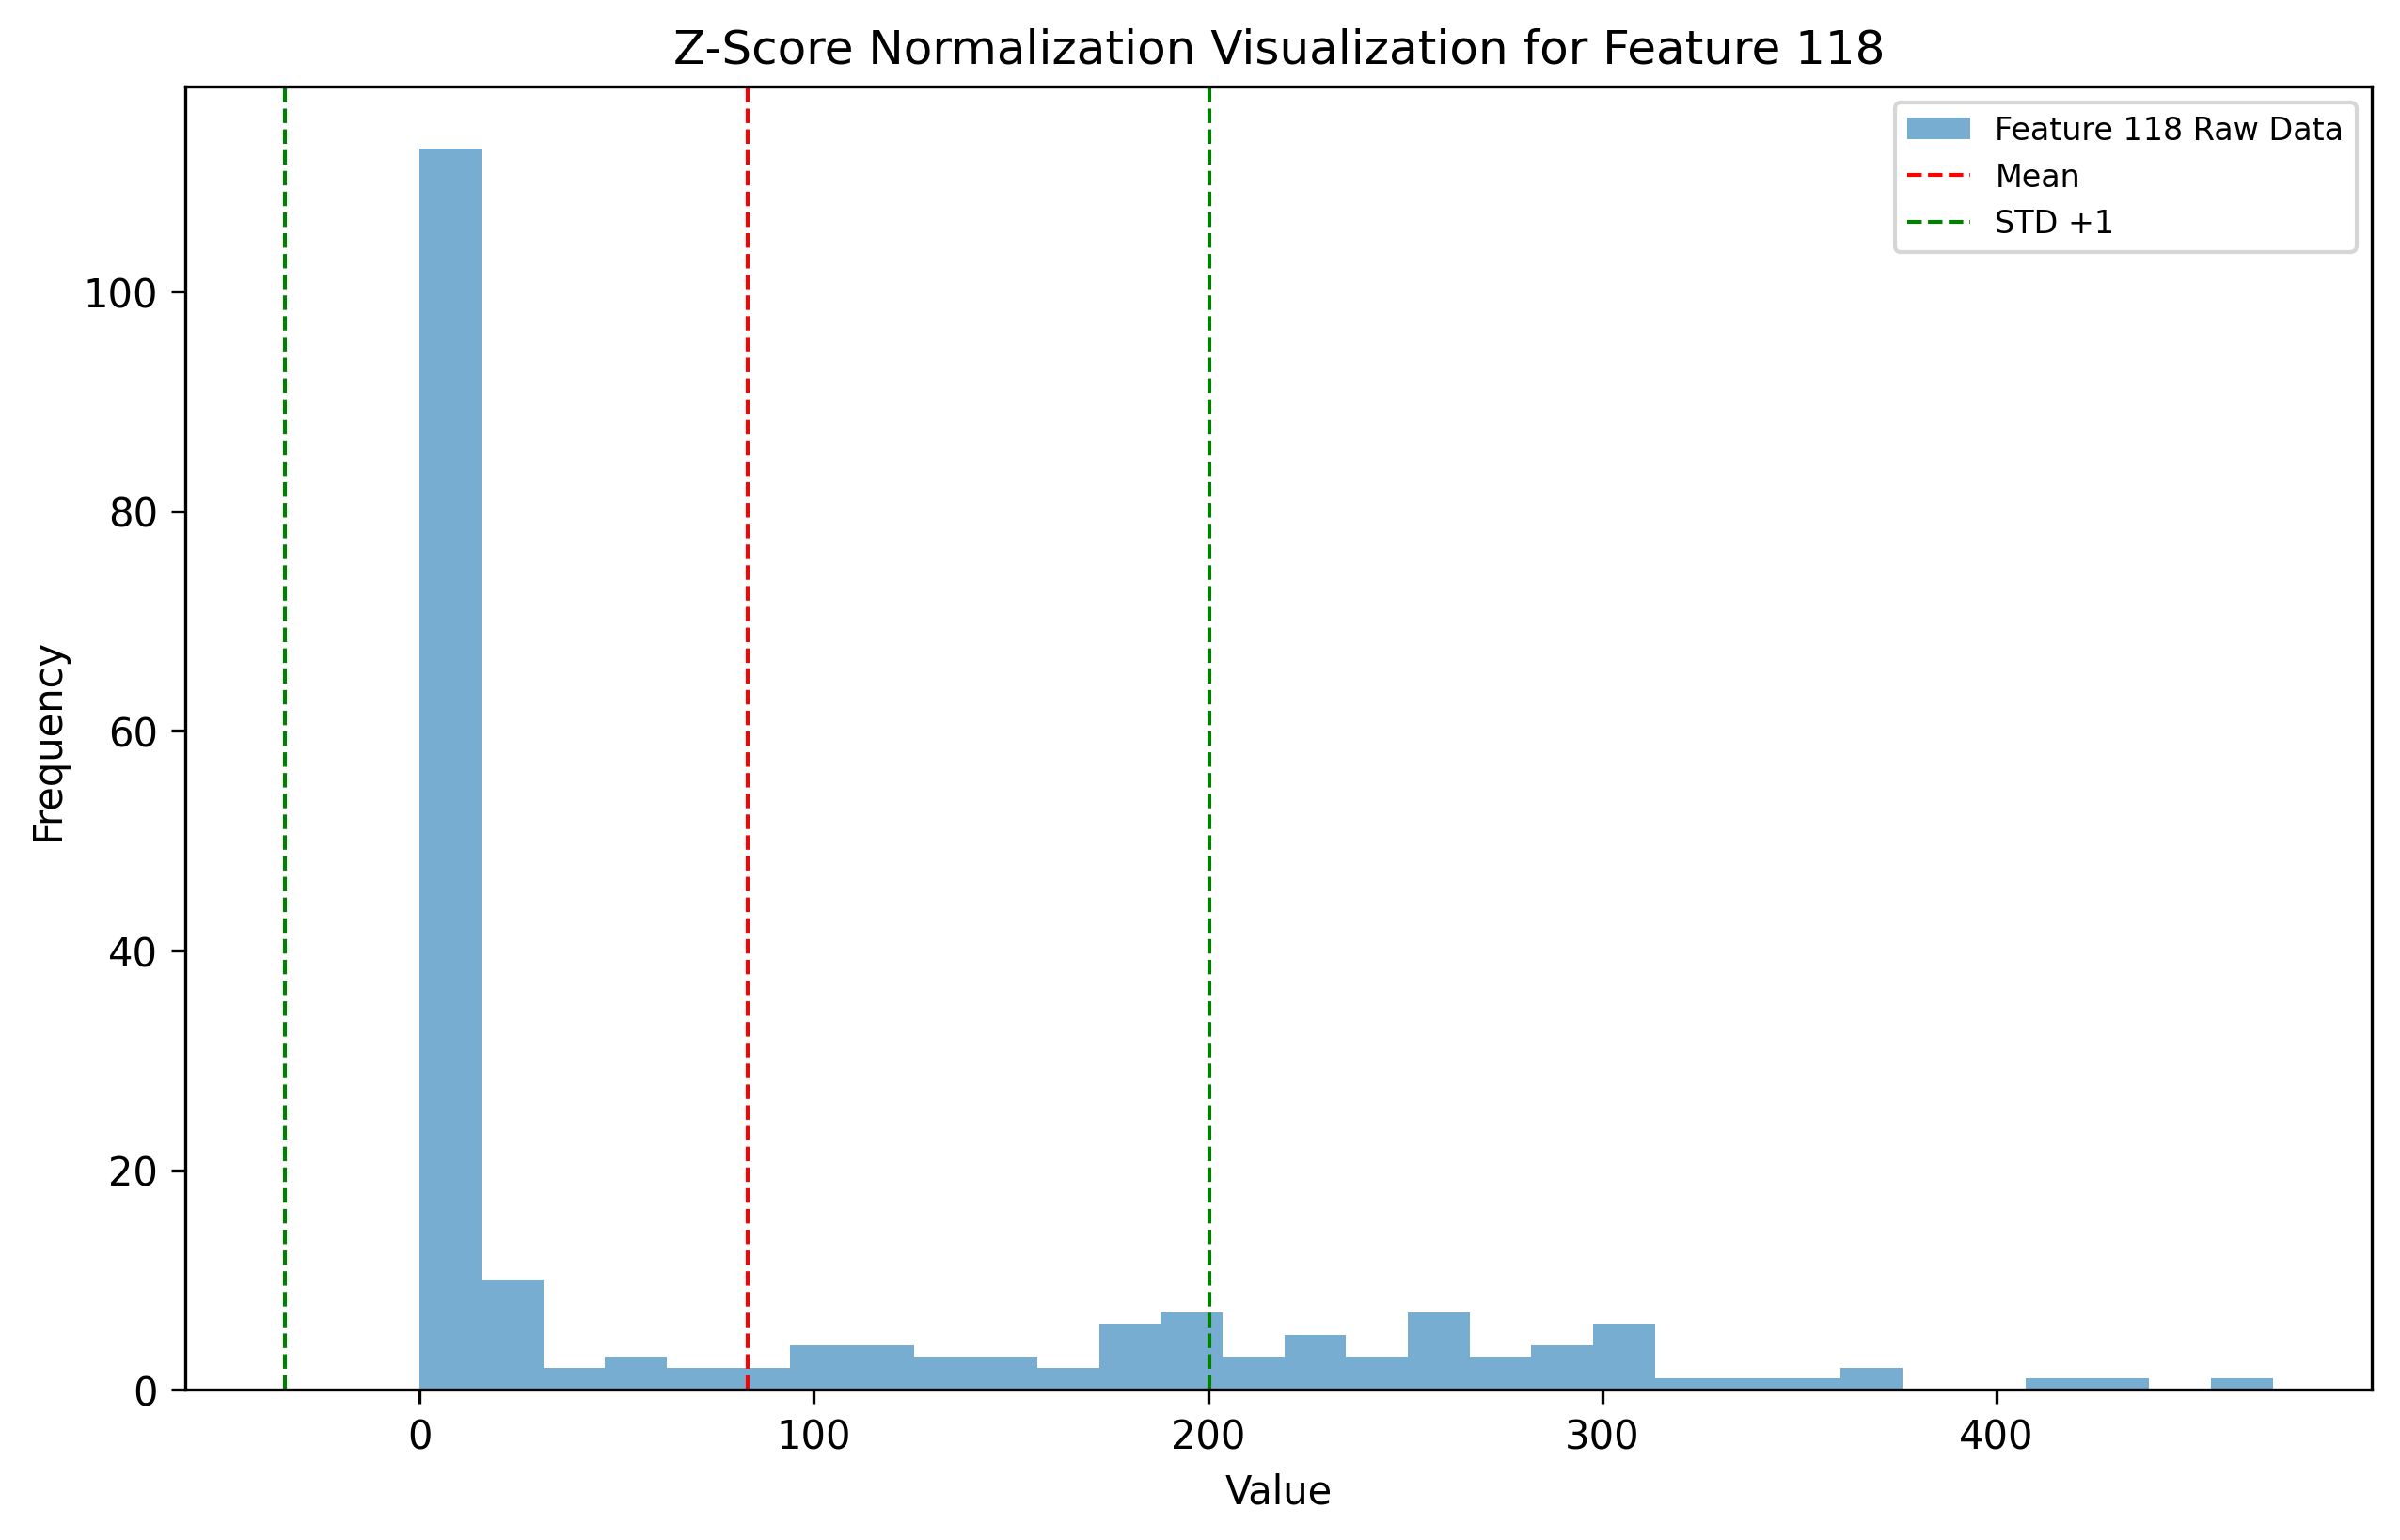 Z-Score Normalization Visualization for Feature 118
Feature 118 Raw Data
Mean
STD +1
100
80
60
40
20
0
Frequency
0 100 200 300 400
Value